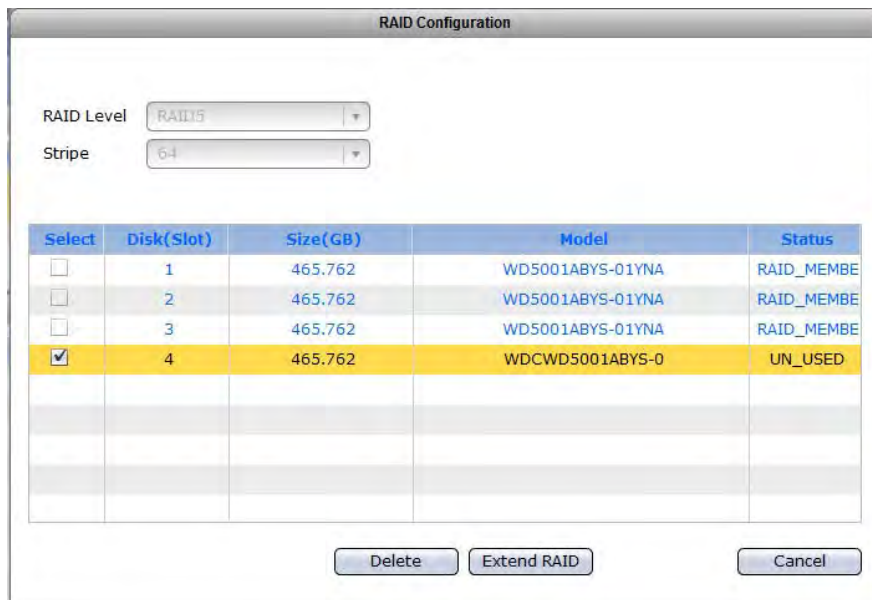 RAID Configuration
RAID Level RAID5
Stripe 64
Select Disk(Slot) Size(GB) Model Status
1 465.762 WD5001ABYS-01YNA RAID_MEMBE
2 465.762 WD5001ABYS-01YNA RAID_MEMBE
3 465.762 WD5001ABYS-01YNA RAID_MEMBE
4 465.762 WDCWD5001ABYS-0 UN_USED
Delete Extend RAID Cancel